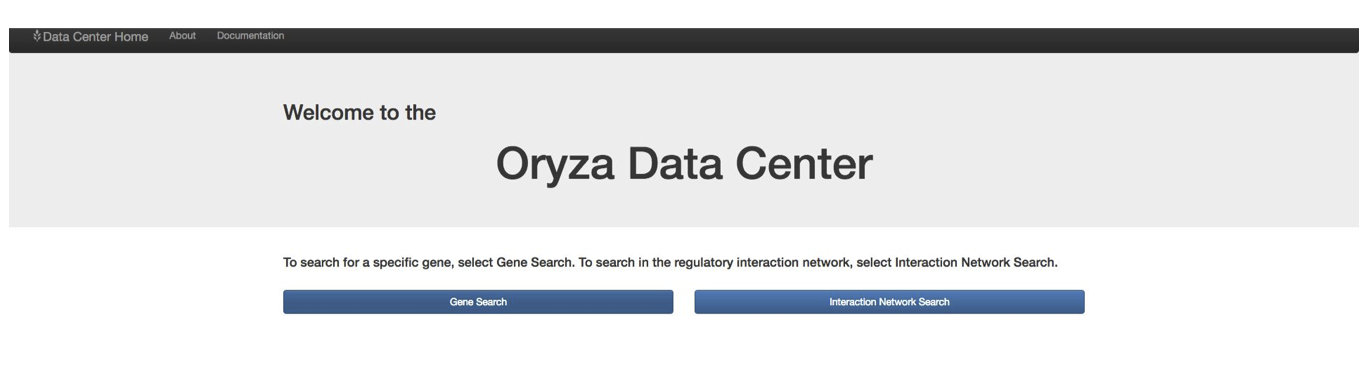 Data Center Home About Documentation
Welcome to the
Oryza Data Center
To search for a specific gene, select Gene Search. To search in the regulatory interaction network, select Interaction Network Search.
Gene Search Interaction Network Search